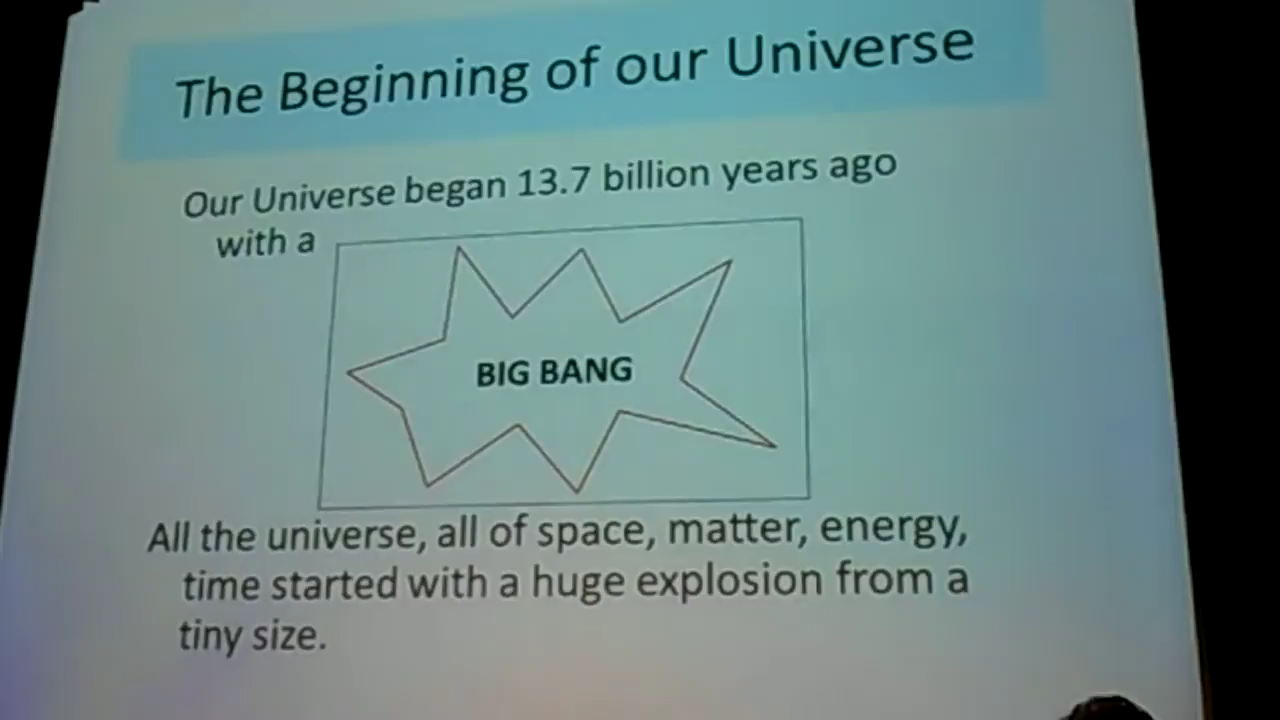 The Beginning of our Universe
Our Universe began 13.7 billion years ago
with a
BIG BANG
All the universe, all of space, matter, energy,
time started with a huge explosion from a
tiny size.